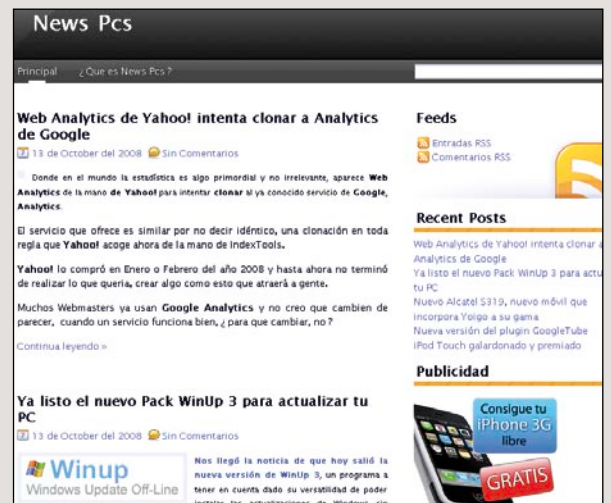 News Pcs
Principal ¿Que es News Pcs?
Web Analytics de Yahoo! intenta clonar a Analytics
de Google
13 de October del 2008 Sin Comentarios
Donde en el mundo la estadística es algo primordial y no irrelevante, aparece Web
Analytics de la mano de Yahoo! para intentar clonar al ya conocido servicio de Google,
Analytics.
El servicio que ofrece es similar por no decir idéntico, una clonación en toda
regla que Yahoo! acoge ahora de la mano de IndexTools.
Yahoo! lo compró en Enero o Febrero del año 2008 y hasta ahora no terminó
de realizar lo que quería, crear algo como esto que atraerá a gente.
Muchos Webmasters ya usan Google Analytics y no creo que cambien de
parecer, cuando un servicio funciona bien, ¿ para que cambiar, no ?
Continua leyendo »
Ya listo el nuevo Pack WinUp 3 para actualizar tu
PC
13 de October del 2008 Sin Comentarios
Winup
Windows Update Off-Line
Nos llegó la noticia de que hoy salió la
nueva versión de WinUp 3, un programa a
tener en cuenta dado su versatilidad de poder
instalar las actualizaciones de Windows sin
Feeds
Entradas RSS
Comentarios RSS
Recent Posts
Web Analytics de Yahoo! intenta clonar a
Analytics de Google
Ya listo el nuevo Pack WinUp 3 para actu
tu PC
Nuevo Alcatel S319, nuevo móvil que
incorpora Yoigo a su gama
Nueva versión del plugin GoogleTube
iPod Touch galardonado y premiado
Publicidad
Consigue tu
iPhone 3G
libre
GRATIS